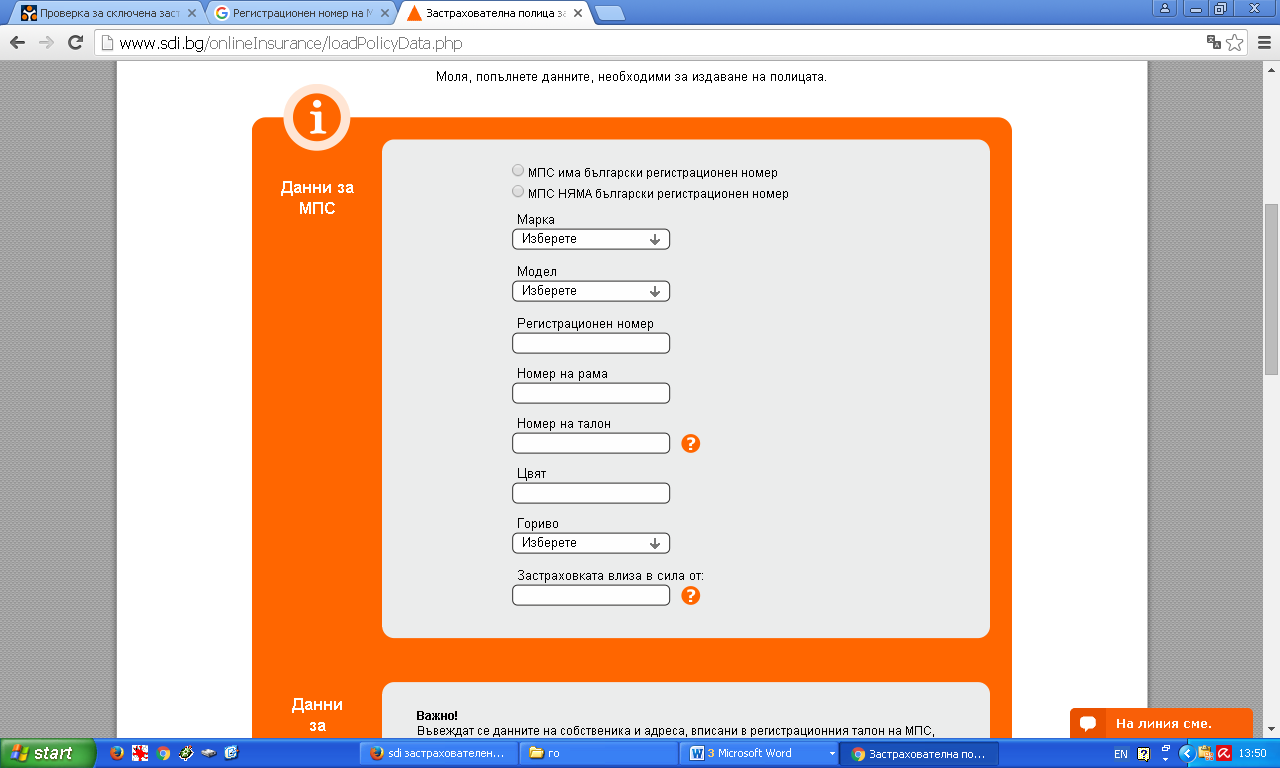 Проверка за сключена заст
Регистрационен номер на М
Застрахователна полица за
www.sdi.bg/onlineInsurance/loadPolicyData.php
Моля, попълнете данните, необходими за издаване на полицата.
Данни за
МПС
МПС има български регистрационен номер
МПС НЯМА български регистрационен номер
Марка
Изберете
Модел
Изберете
Регистрационен номер
Номер на рама
Номер на талон
?
Цвят
Гориво
Изберете
Застраховката влиза в сила от:
?
Данни
за
Важно!
Въвеждат се данните на собственика и адреса, вписани в регистрационния талон на МПС,
На линия сме.
start
sdi застрахователен...
го
3 Microsoft Word
Застрахователна по...
EN
13:50